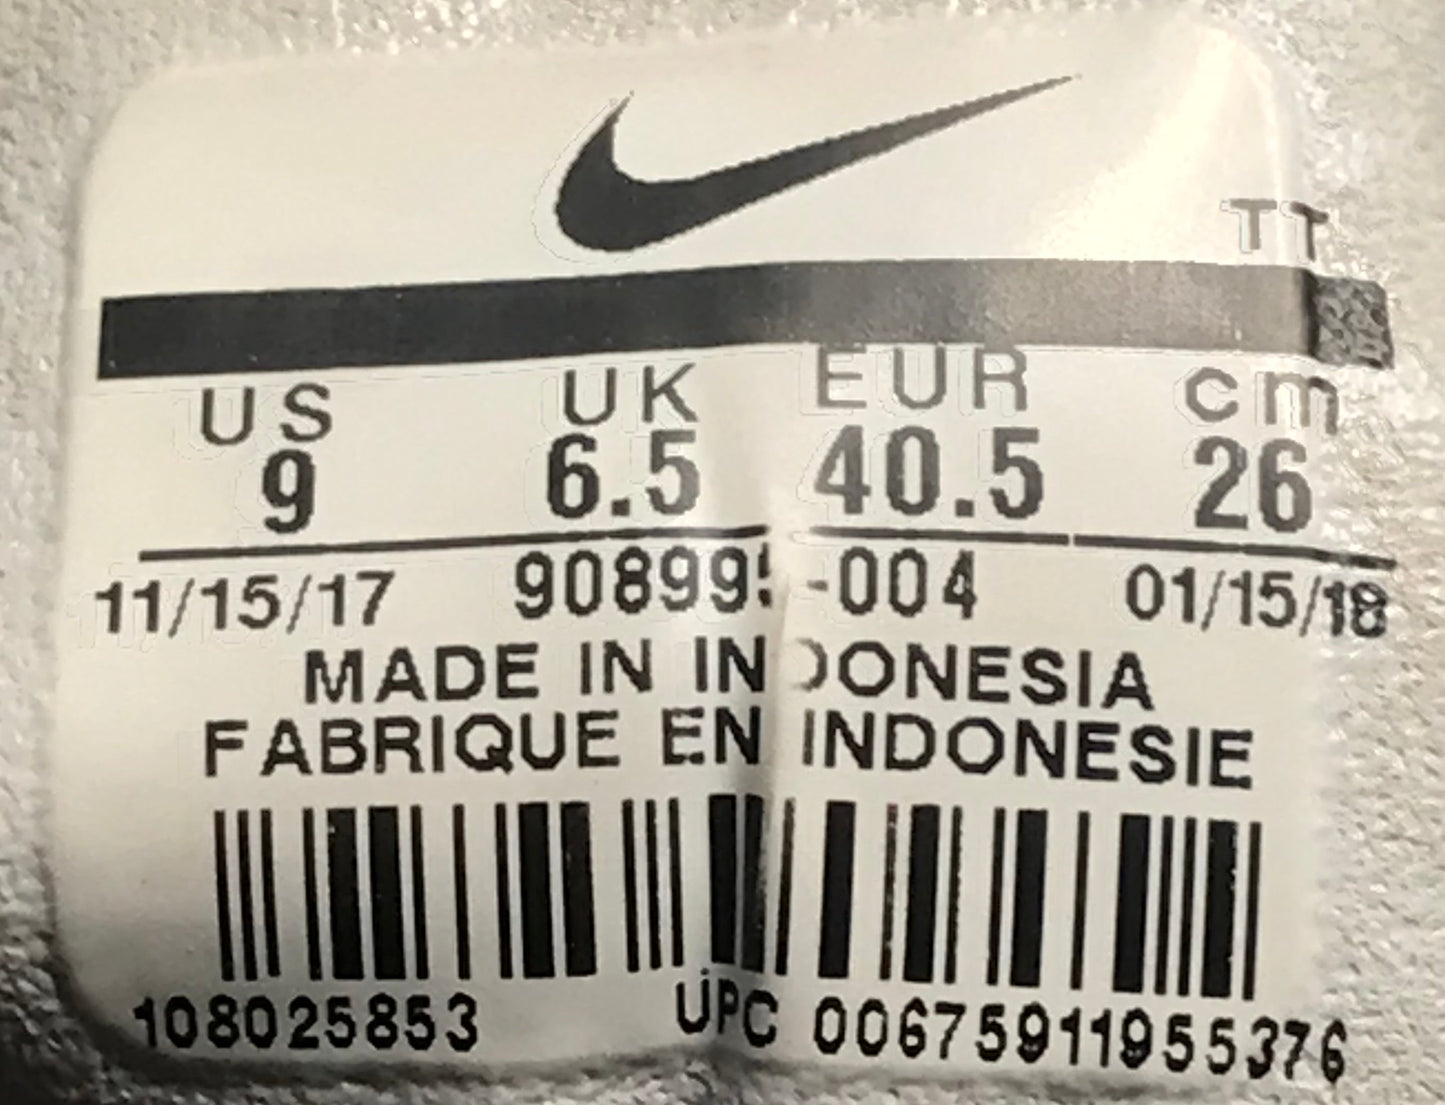 TT
US UK EUR cm
9 6.5 40.5 26
11/15/17 908995-004 01/15/18
MADE IN INDONESIA
FABRIQUE EN INDONESIE
108025853 UPC 00675911955376